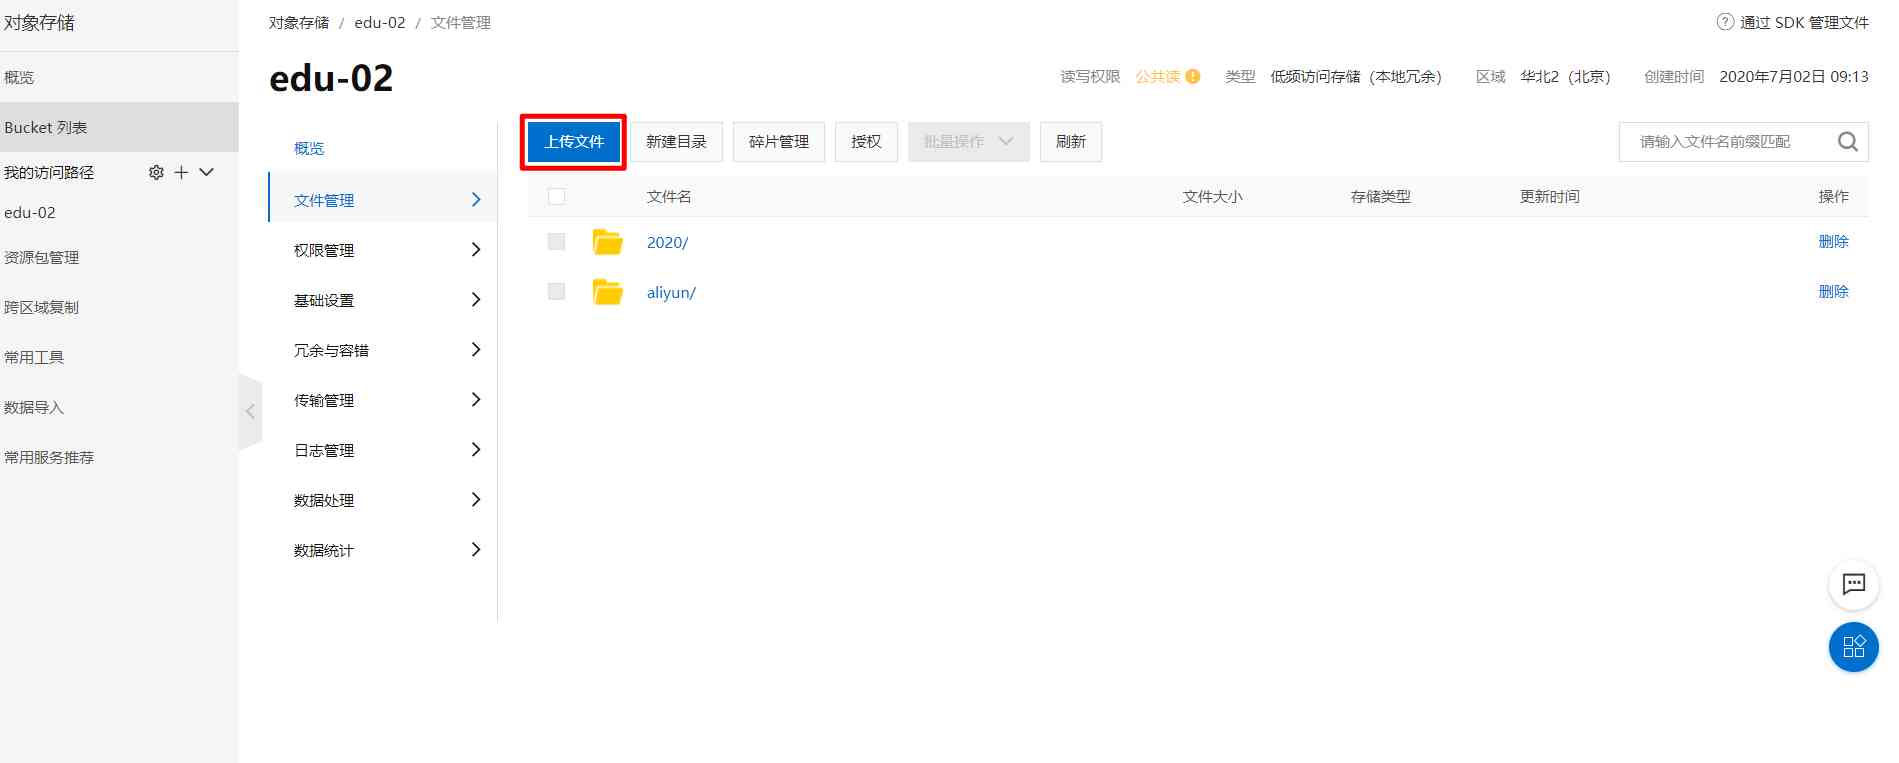 对象存储
概览
Bucket 列表
我的访问路径
edu-02
资源包管理
跨区域复制
常用工具
数据导入
常用服务推荐
对象存储 / edu-02 / 文件管理
通过 SDK 管理文件
edu-02
读写权限 公共读 类型 低频访问存储（本地冗余） 区域 华北2（北京） 创建时间 2020年7月02日 09:13
概览
文件管理
权限管理
基础设置
冗余与容错
传输管理
日志管理
数据处理
数据统计
上传文件 新建目录 碎片管理 授权 批量操作 刷新 请输入文件名前缀匹配
文件名 文件大小 存储类型 更新时间 操作
2020/ 删除
aliyun/ 删除